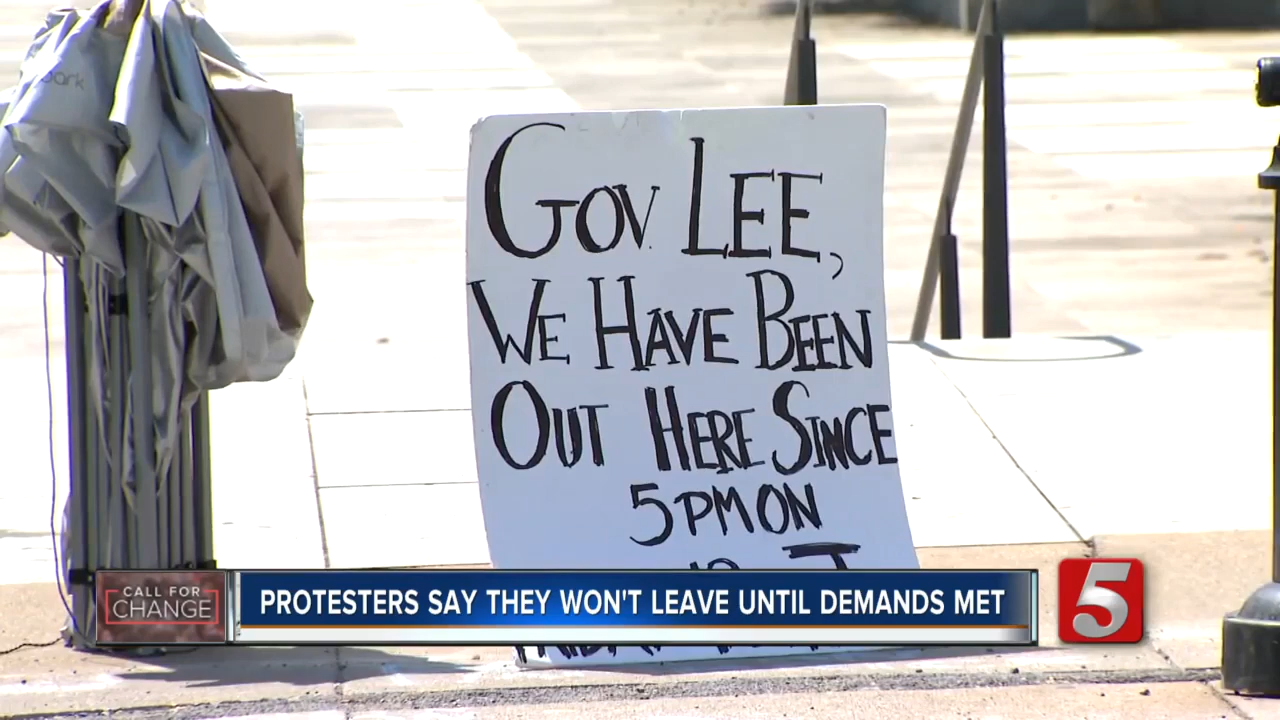 park
GOV. LEE,
WE HAVE BEEN
OUT HERE SINCE
5PM ON
CALL FOR
CHANGE
PROTESTERS SAY THEY WON'T LEAVE UNTIL DEMANDS MET
5